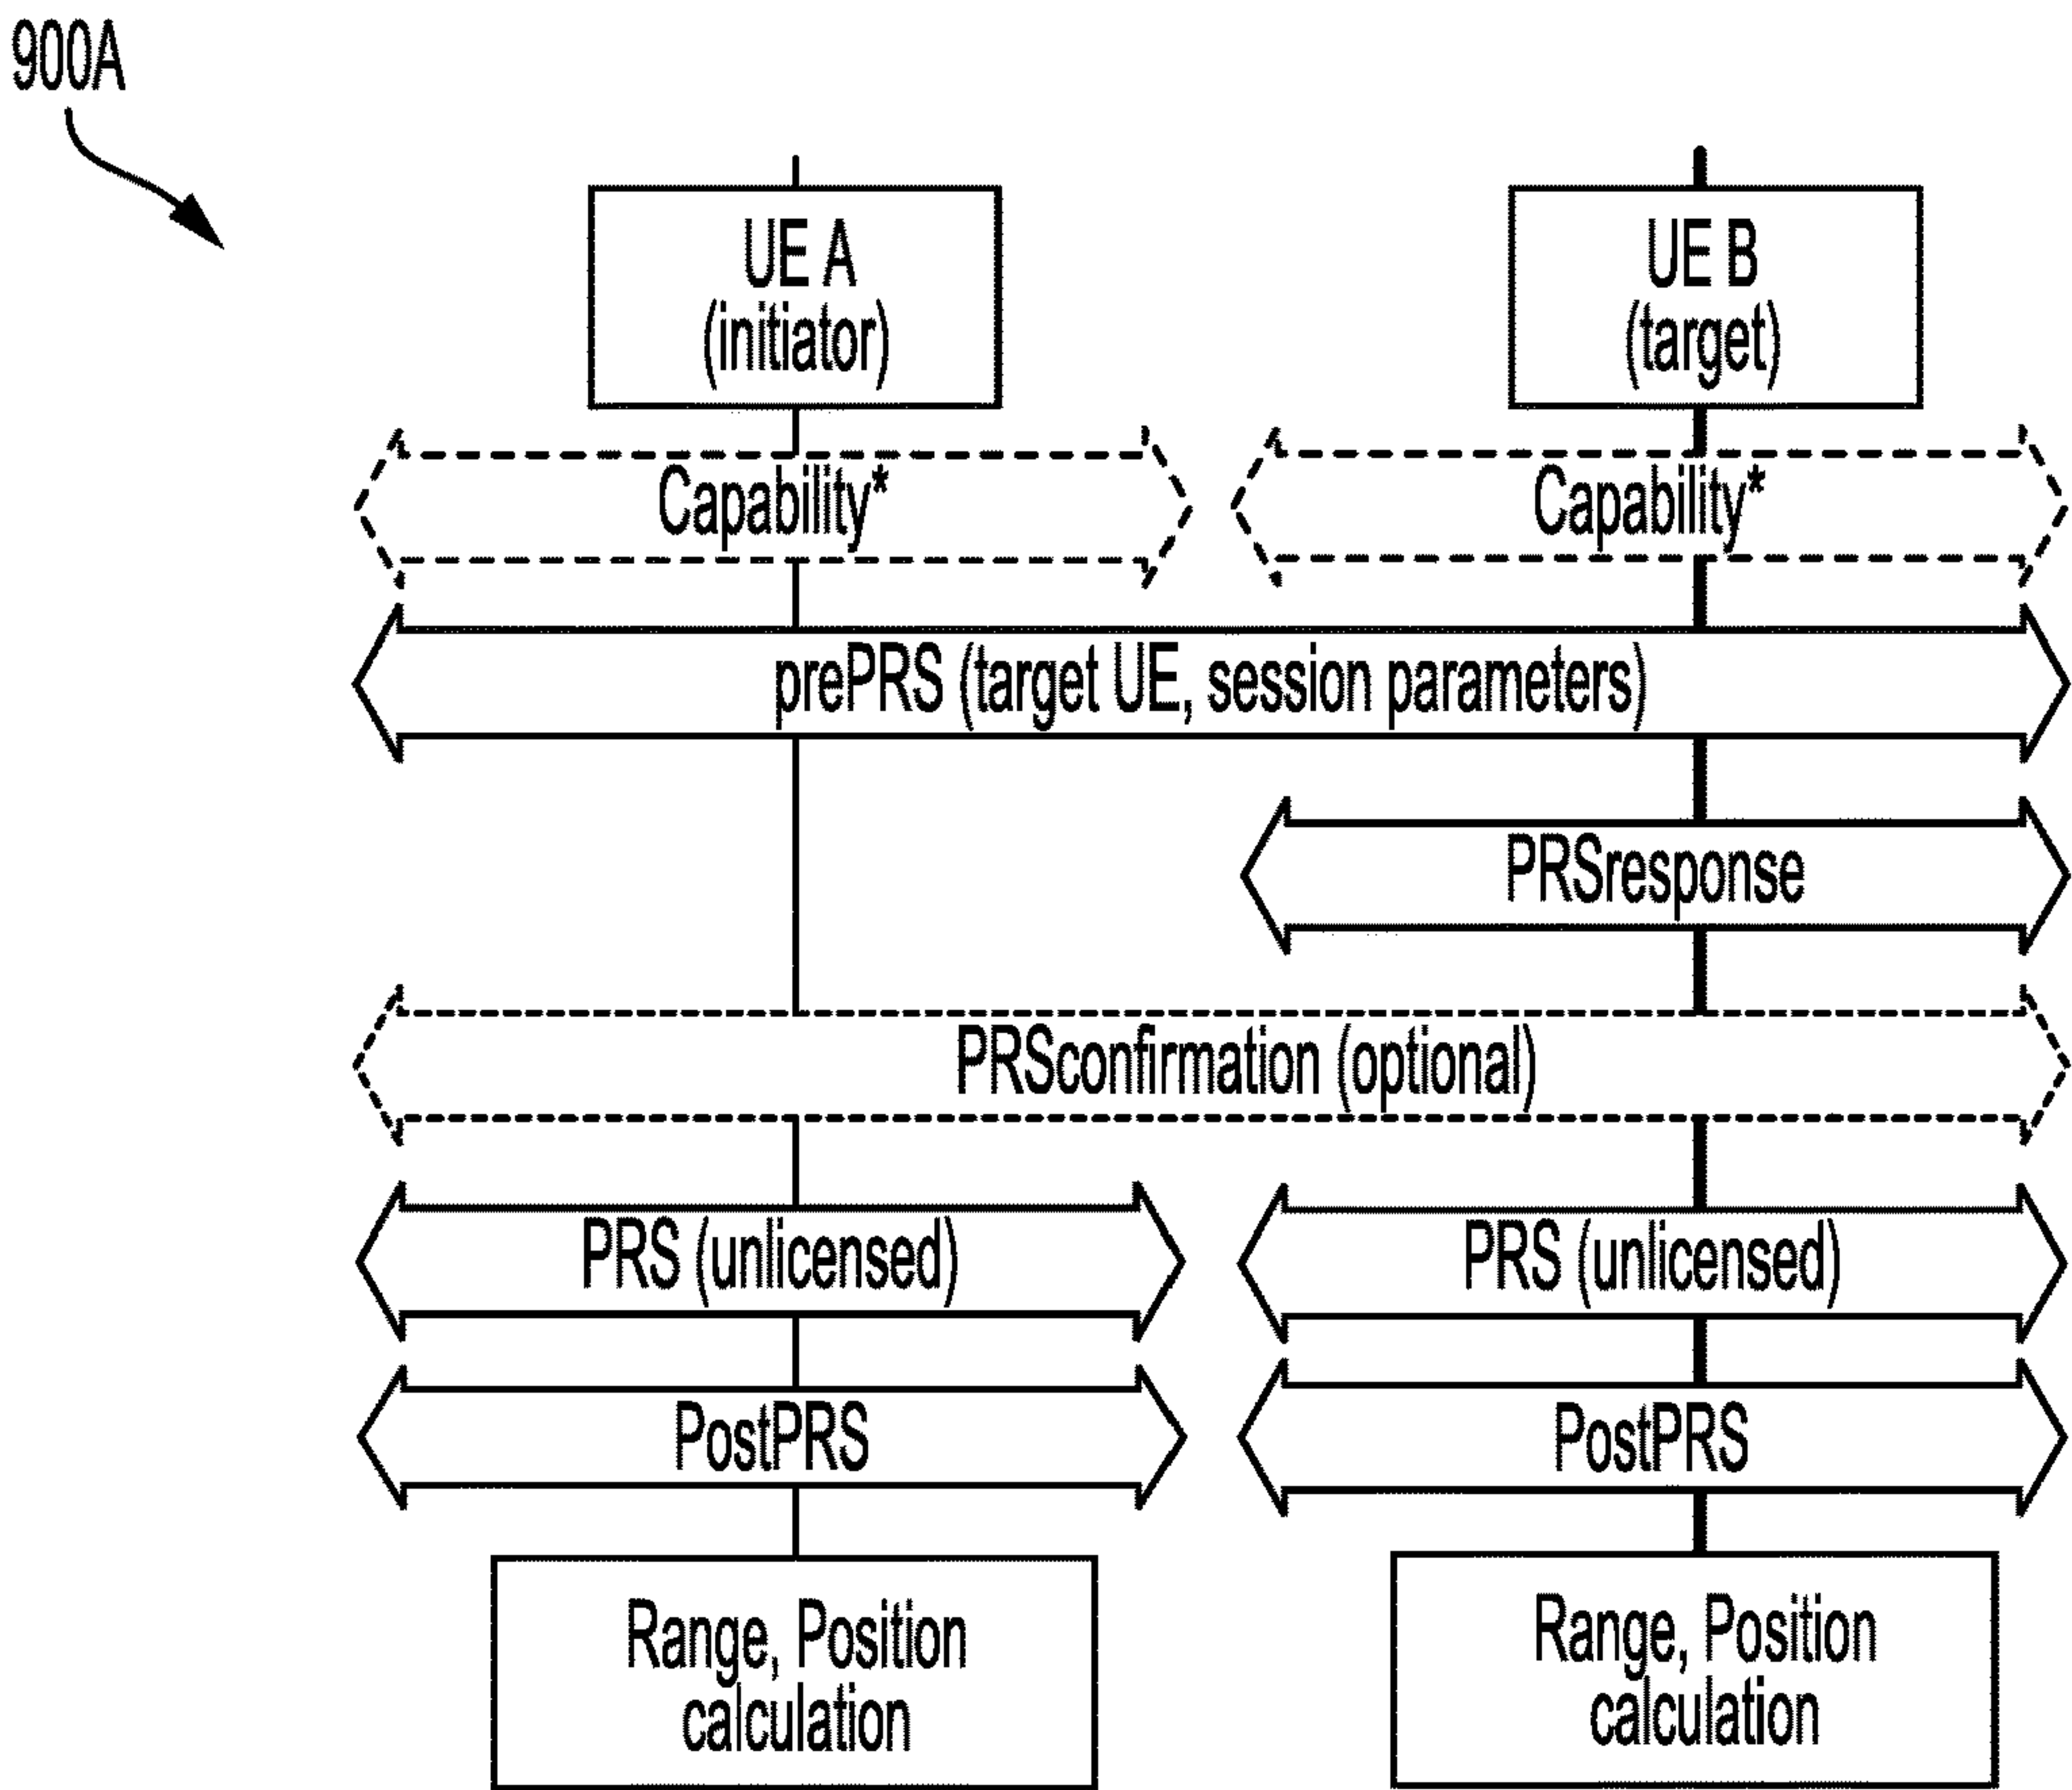 900A
UE A
(initiator)
UE B
(target)
Capability*
Capability*
prePRS (target UE, session parameters)
PRSresponse
PRSconfirmation (optional)
PRS (unlicensed)
PRS (unlicensed)
PostPRS
PostPRS
Range, Position
calculation
Range, Position
calculation